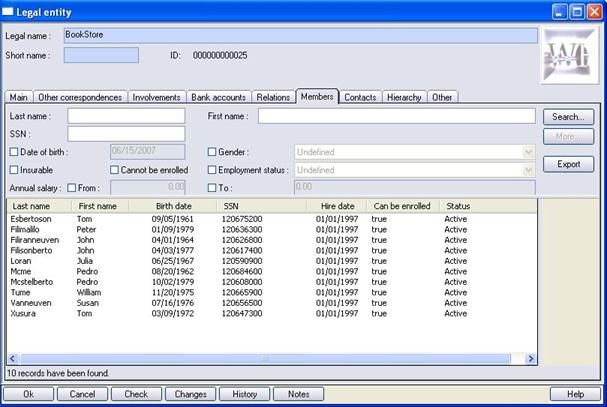 Legal entity
Legal name : BookStore
Short name : ID: 000000000025
Main Other correspondences Involvements Bank accounts Relations Members Contacts Hierarchy Other
Last name : First name : Search...
SSN : More...
Date of birth : 06/15/2007 Gender : Undefined
Insurable Cannot be enrolled Employment status : Undefined Export
Annual salary : From : 0.00 To : 0.00
Last name First name Birth date SSN Hire date Can be enrolled Status
Esbertoson Tom 09/05/1961 120675200 01/01/1997 true Active
Filimalilo Peter 01/09/1979 120636300 01/01/1997 true Active
Filiranneuven John 04/01/1964 120626800 01/01/1997 true Active
Filisonberto John 04/03/1977 120617400 01/01/1997 true Active
Loran Julia 06/25/1967 120590900 01/01/1997 true Active
Mcme Pedro 08/20/1962 120684600 01/01/1997 true Active
Mcstelberto Pedro 10/02/1979 120608000 01/01/1997 true Active
Tume William 11/20/1975 120665900 01/01/1997 true Active
Vanneuven Susan 07/16/1976 120656500 01/01/1997 true Active
Xusura Tom 03/09/1972 120647300 01/01/1997 true Active
10 records have been found.
Ok Cancel Check Changes History Notes Help